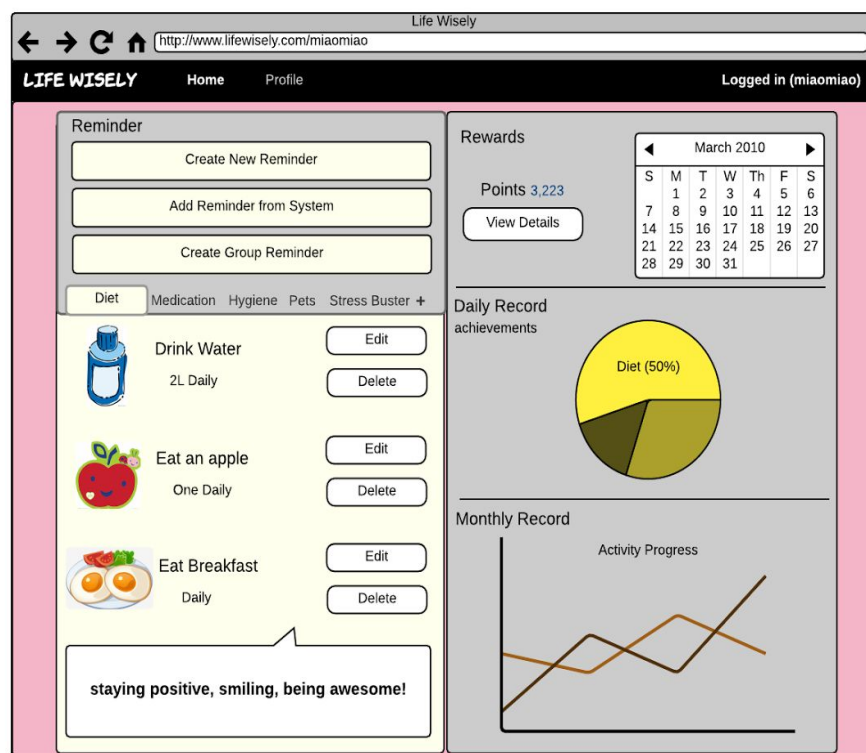 Life Wisely
http://www.lifewisely.com/miaomiao
LIFE WISELY Home Profile Logged in (miaomiao)
Reminder
Create New Reminder
Add Reminder from System
Create Group Reminder
Diet Medication Hygiene Pets Stress Buster +
Drink Water
2L Daily
Edit
Delete
Eat an apple
One Daily
Edit
Delete
Eat Breakfast
Daily
Edit
Delete
staying positive, smiling, being awesome!
Rewards
Points 3,223
View Details
March 2010
S M T W Th F S
1 2 3 4 5 6
7 8 9 10 11 12 13
14 15 16 17 18 19 20
21 22 23 24 25 26 27
28 29 30 31
Daily Record
achievements
Diet (50%)
Monthly Record
Activity Progress